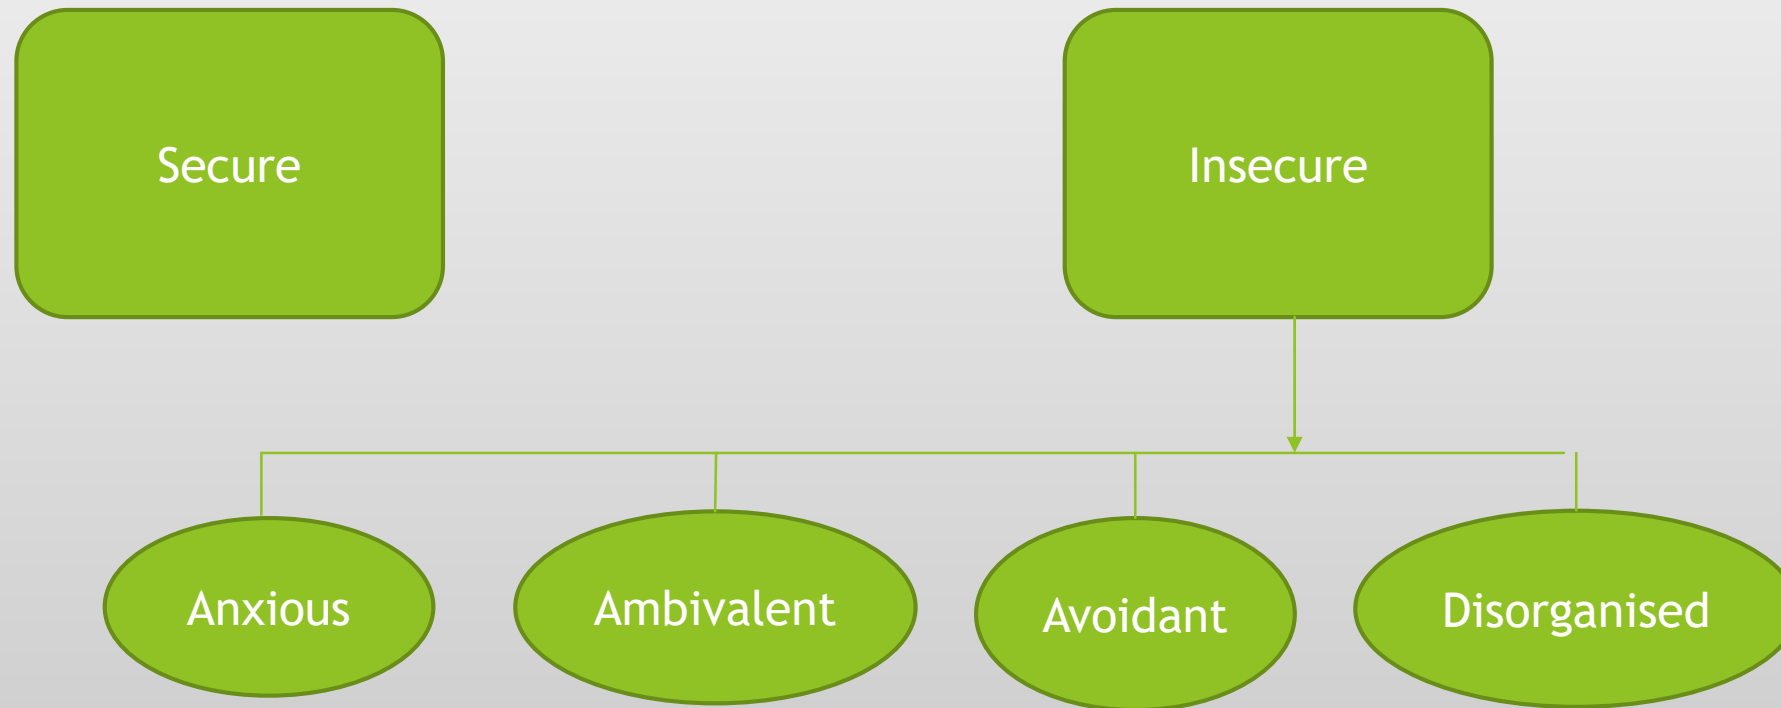 Secure
Insecure
Anxious
Ambivalent
Avoidant
Disorganised